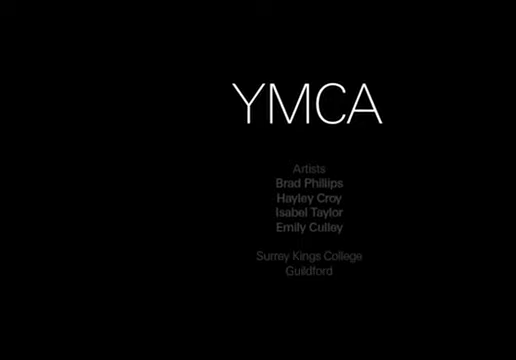 YMCA
Artists
Brad Phillips
Hayley Croy
Isabel Taylor
Emily Culley
Surrey Kings College
Guildford